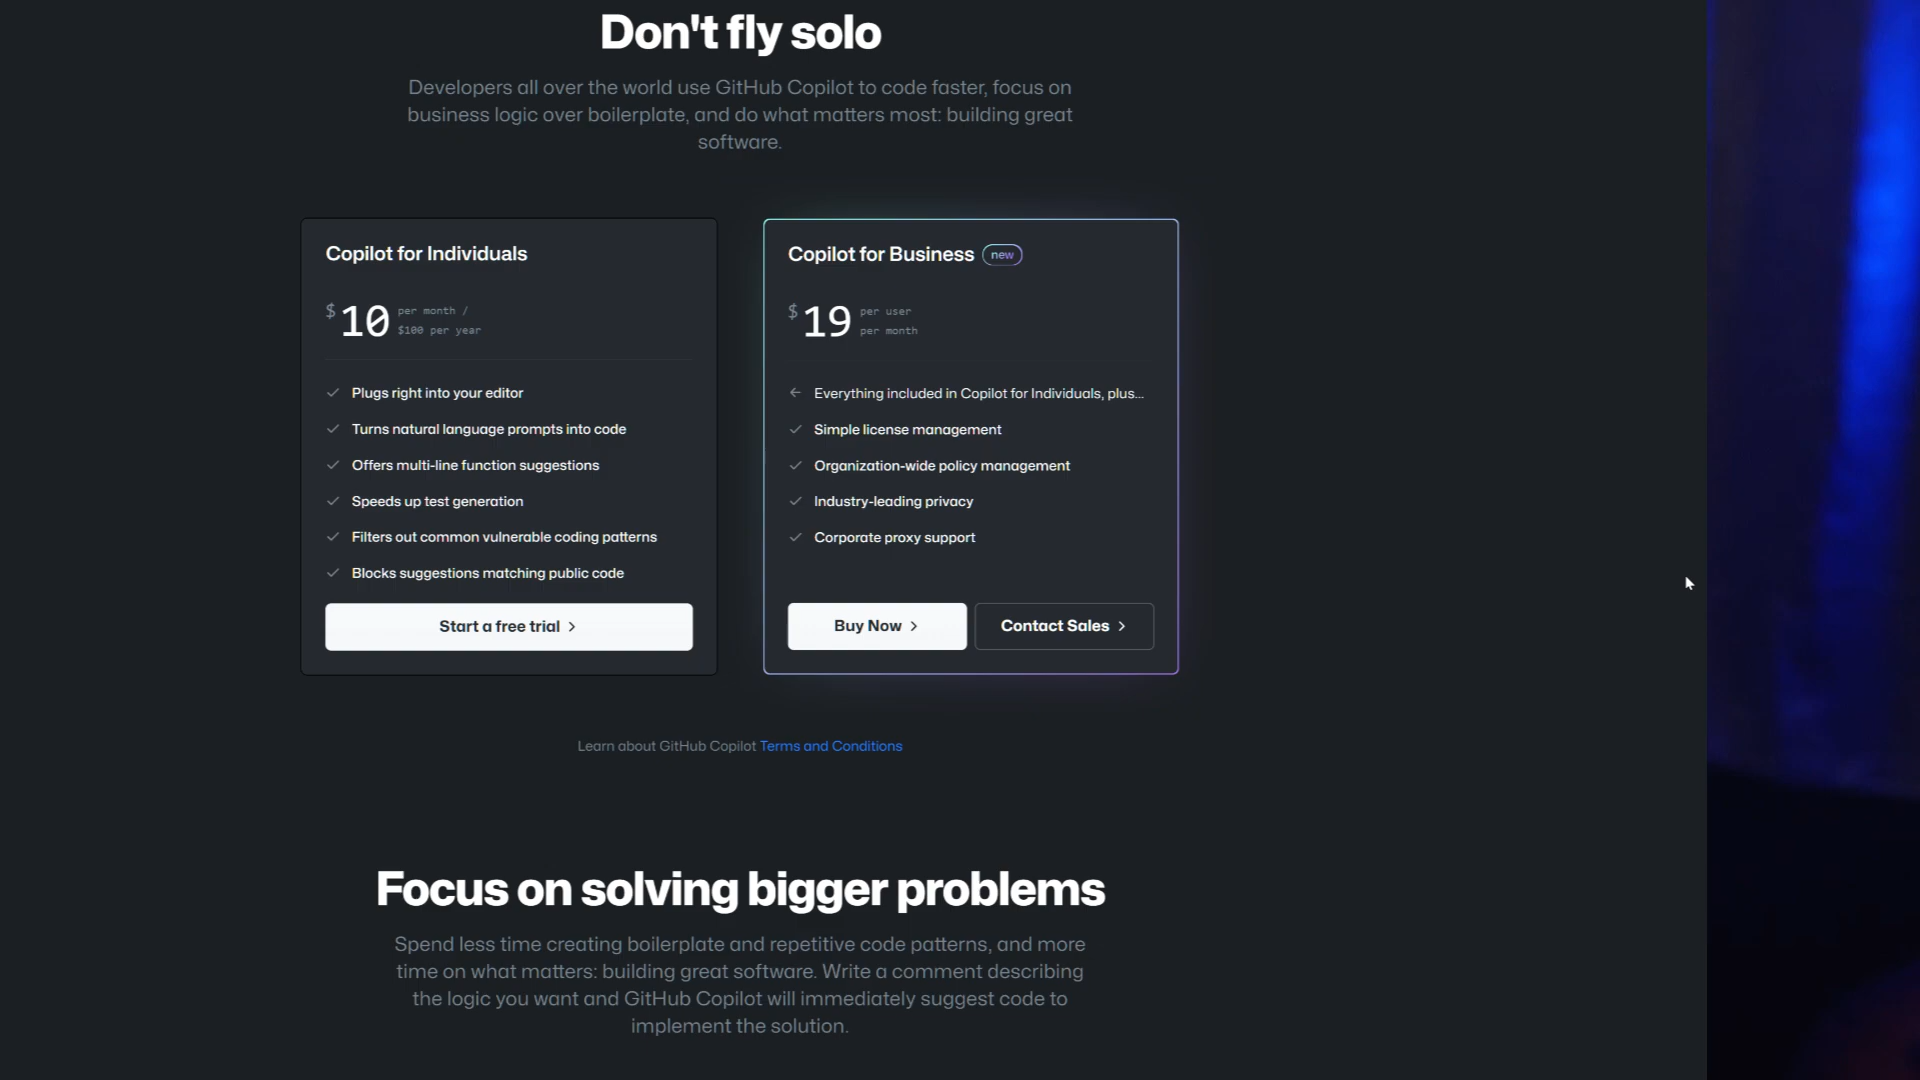 Don't fly solo
Developers all over the world use GitHub Copilot to code faster, focus on
business logic over boilerplate, and do what matters most: building great
software.
Copilot for Individuals
$10 per month /
$100 per year
Plugs right into your editor
Turns natural language prompts into code
Offers multi-line function suggestions
Speeds up test generation
Filters out common vulnerable coding patterns
Blocks suggestions matching public code
Start a free trial
Copilot for Business new
$19 per user
per month
Everything included in Copilot for Individuals, plus...
Simple license management
Organization-wide policy management
Industry-leading privacy
Corporate proxy support
Buy Now
Contact Sales
Learn about GitHub Copilot Terms and Conditions
Focus on solving bigger problems
Spend less time creating boilerplate and repetitive code patterns, and more
time on what matters: building great software. Write a comment describing
the logic you want and GitHub Copilot will immediately suggest code to
implement the solution.